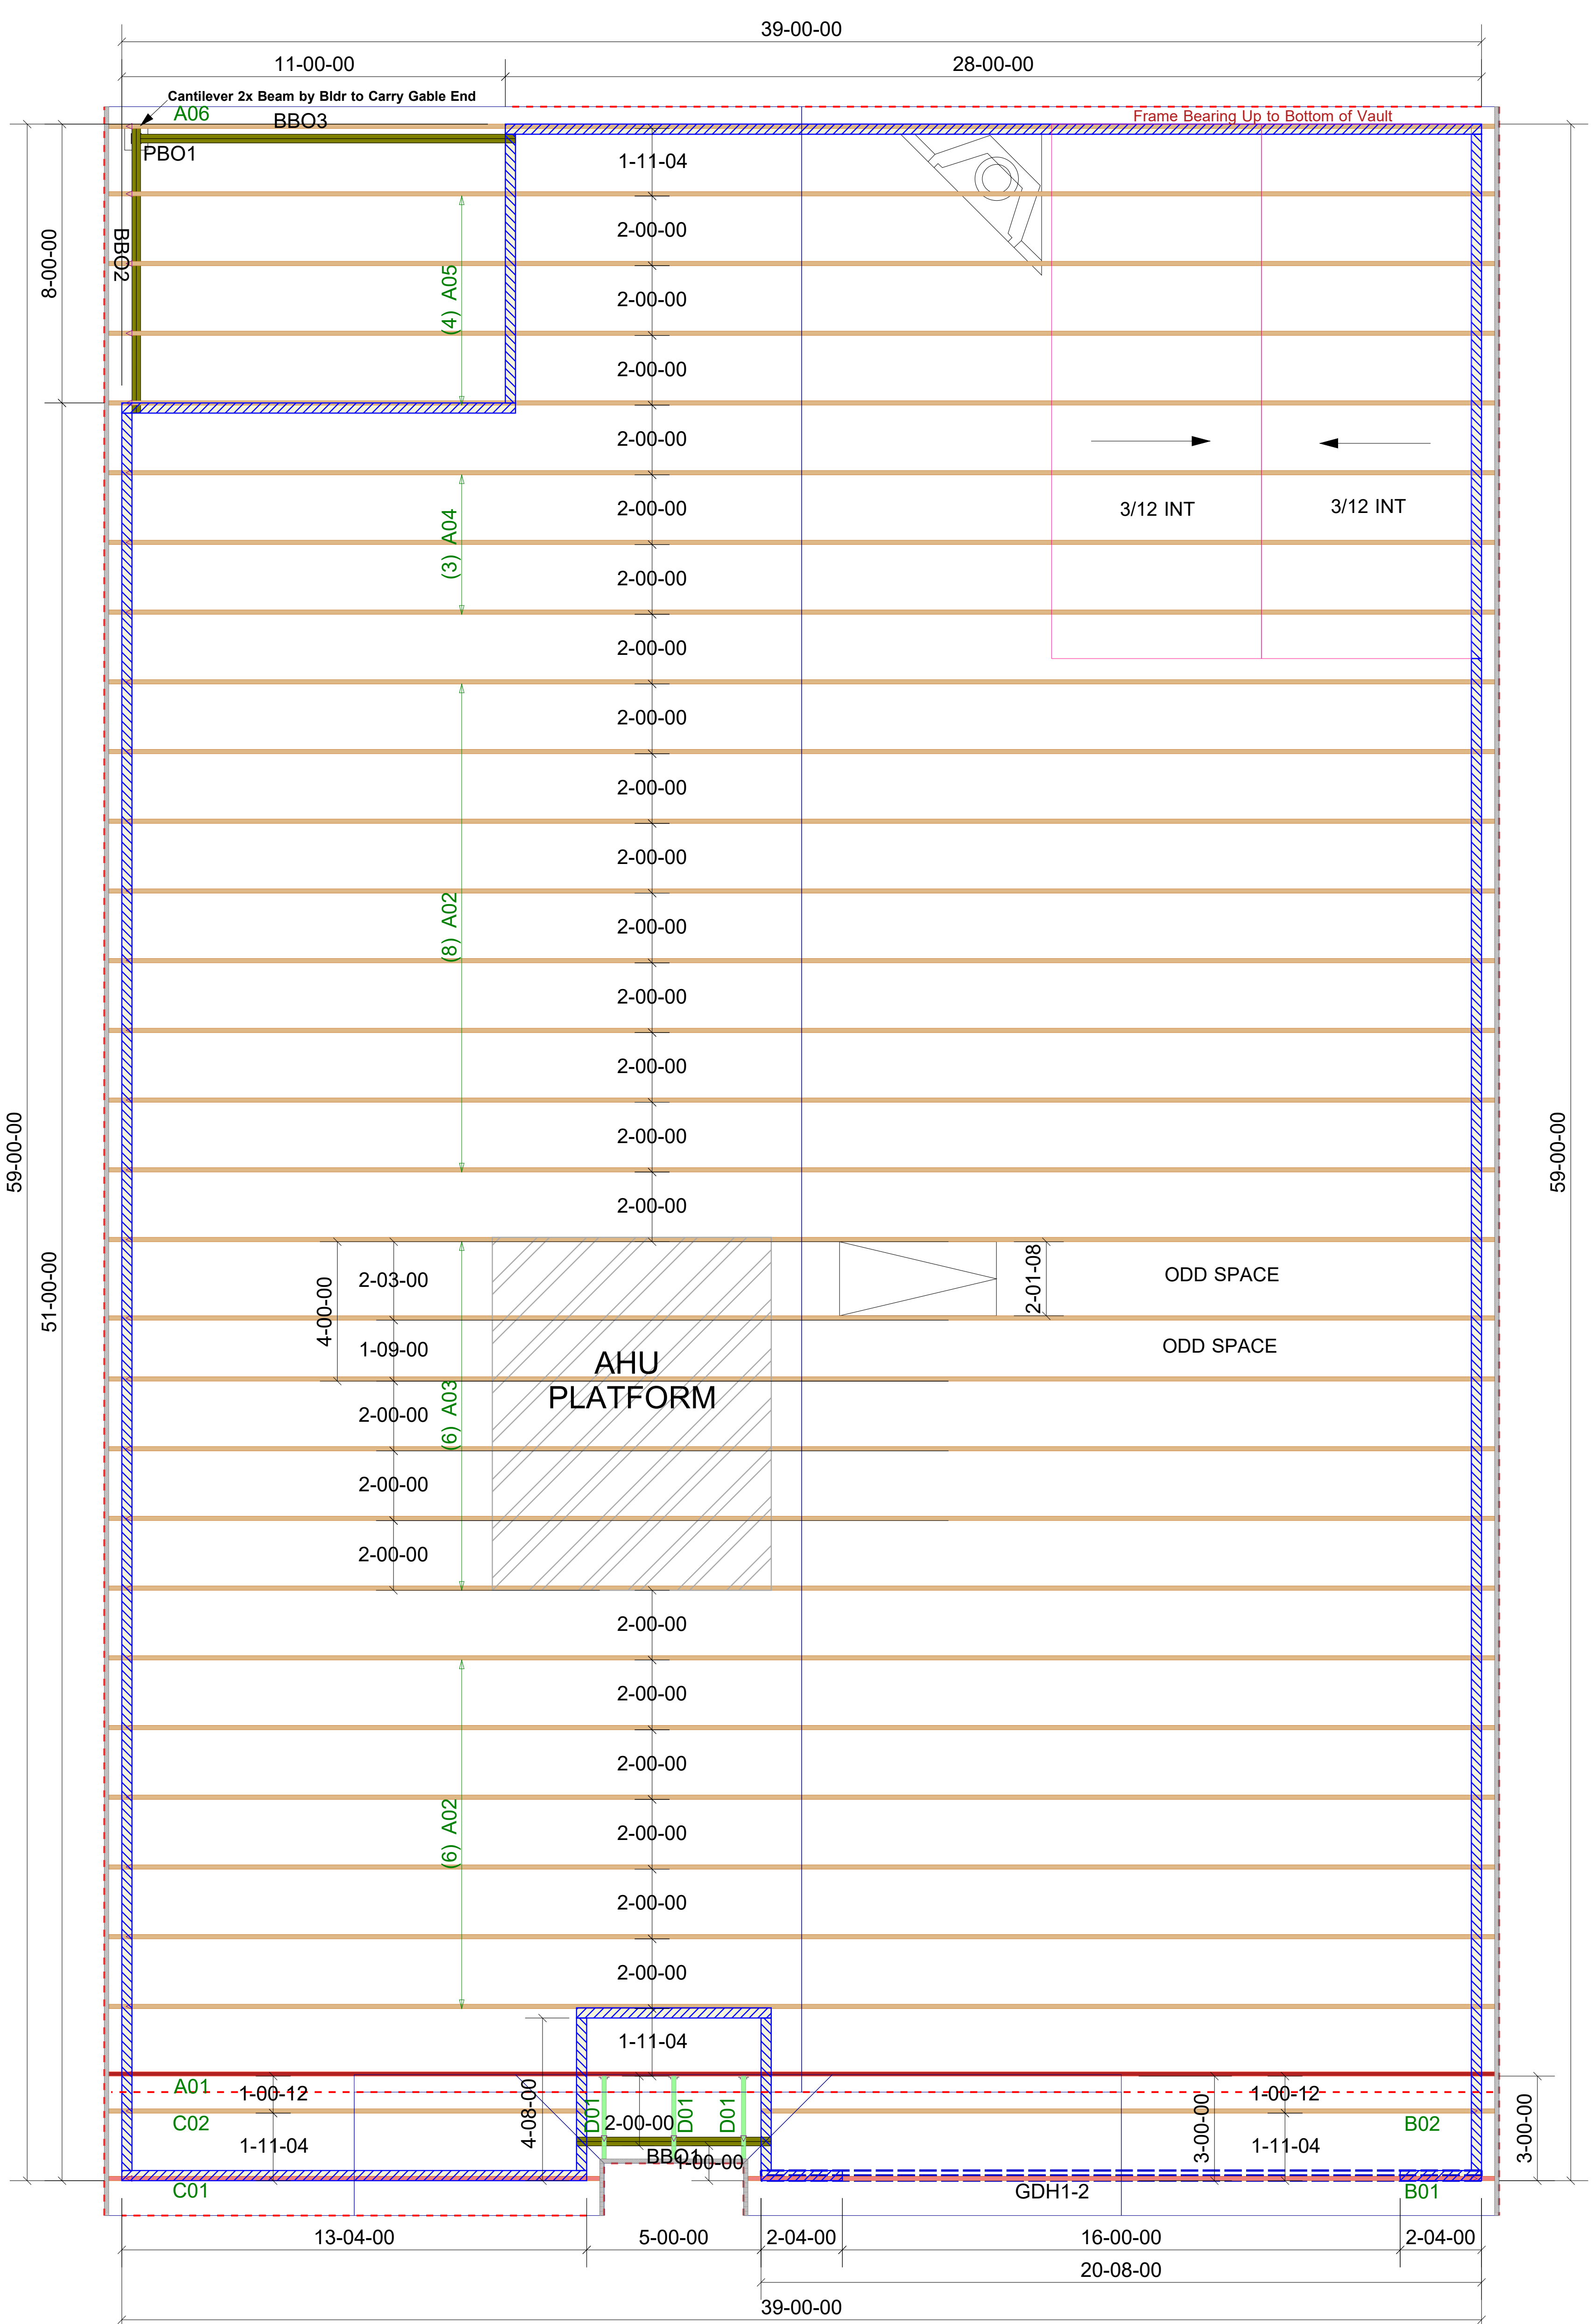 39-00-00
11-00-00
28-00-00
Cantilever 2x Beam by Bldr to Carry Gable End
A06
BBO3
Frame Bearing Up to Bottom of Vault
PBO1
1-11-04
2-00-00
BBO2
8-00-00
(4) A05
2-00-00
2-00-00
2-00-00
3/12 INT
3/12 INT
2-00-00
(3) A04
2-00-00
2-00-00
2-00-00
2-00-00
2-00-00
(8) A02
2-00-00
2-00-00
2-00-00
2-00-00
59-00-00
59-00-00
2-00-00
51-00-00
4-00-00
2-03-00
2-01-08
ODD SPACE
1-09-00
ODD SPACE
AHU
PLATFORM
(6) A03
2-00-00
2-00-00
2-00-00
2-00-00
2-00-00
2-00-00
(6) A02
2-00-00
2-00-00
2-00-00
1-11-04
A01
1-00-12
1-00-12
4-08-00
D01
2-00-00
D01
D01
3-00-00
3-00-00
C02
B02
1-11-04
1-11-04
BBO1
1-00-00
C01
GDH1-2
B01
13-04-00
5-00-00
2-04-00
16-00-00
2-04-00
20-08-00
39-00-00